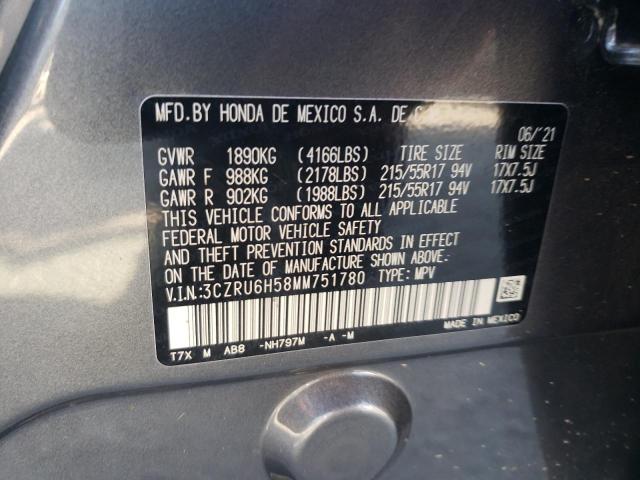 MFD.BY HONDA DE MEXICO S.A. DE C
06/'21
GVWR 1890KG (4166LBS) TIRE SIZE RIM SIZE
GAWR F 988KG (2178LBS) 215/55R17 94V 17X7.5J
GAWR R 902KG (1988LBS) 215/55R17 94V 17X7.5J
THIS VEHICLE CONFORMS TO ALL APPLICABLE
FEDERAL MOTOR VEHICLE SAFETY
AND THEFT PREVENTION STANDARDS IN EFFECT
ON THE DATE OF MANUFACTURE SHOWN ABOVE.
V.I.N.:3CZRU6H58MM751780 TYPE: MPV
T7X M AB8 -NH797M -A -M
MADE IN MEXICO